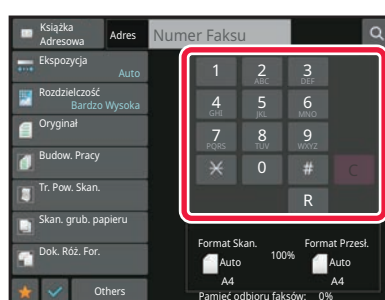 Książka
Adresowa
Adres
Numer Faksu
Ekspozycja
Auto
Rozdzielczość
Bardzo Wysoka
Oryginał
Budow. Pracy
Tr. Pow. Skan.
Skan. grub. papieru
Dok. Róż. For.
Others
1 2 3
ABC DEF
4 5 6
GHI JKL MNO
7 8 9
PQRS TUV WXYZ
0 # C
R
Format Skan. Format Przesł.
Auto 100% Auto
A4 A4
Pamięć odbioru faksów: 0%